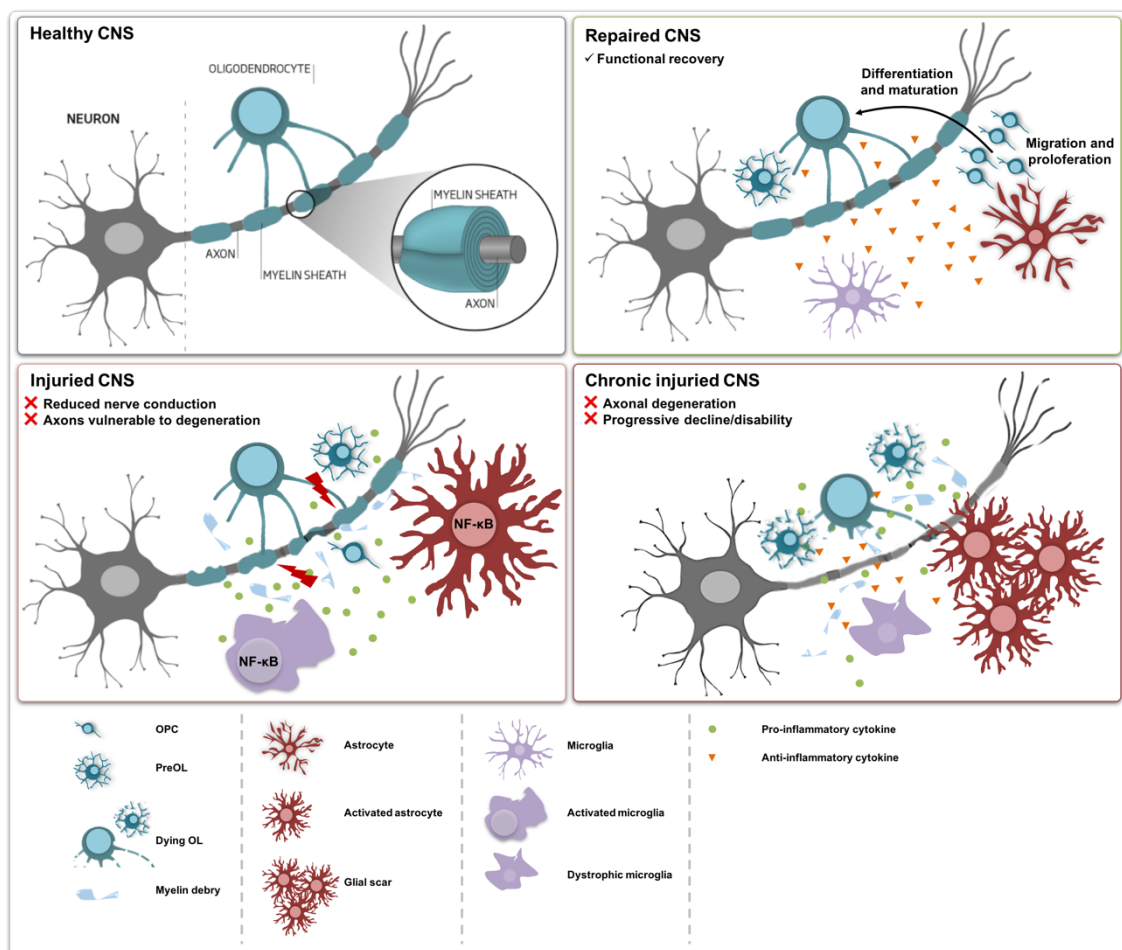 Healthy CNS
OLIGODENDROCYTE
NEURON
MYELIN SHEATH
AXON
MYELIN SHEATH
AXON
Repaired CNS
✓ Functional recovery
Differentiation
and maturation
Migration and
proloferation
Injuried CNS
❌ Reduced nerve conduction
❌ Axons vulnerable to degeneration
NF-κB
NF-κB
Chronic injuried CNS
❌ Axonal degeneration
❌ Progressive decline/disability
OPC
PreOL
Dying OL
Myelin debry
Astrocyte
Activated astrocyte
Glial scar
Microglia
Activated microglia
Dystrophic microglia
Pro-inflammatory cytokine
Anti-inflammatory cytokine